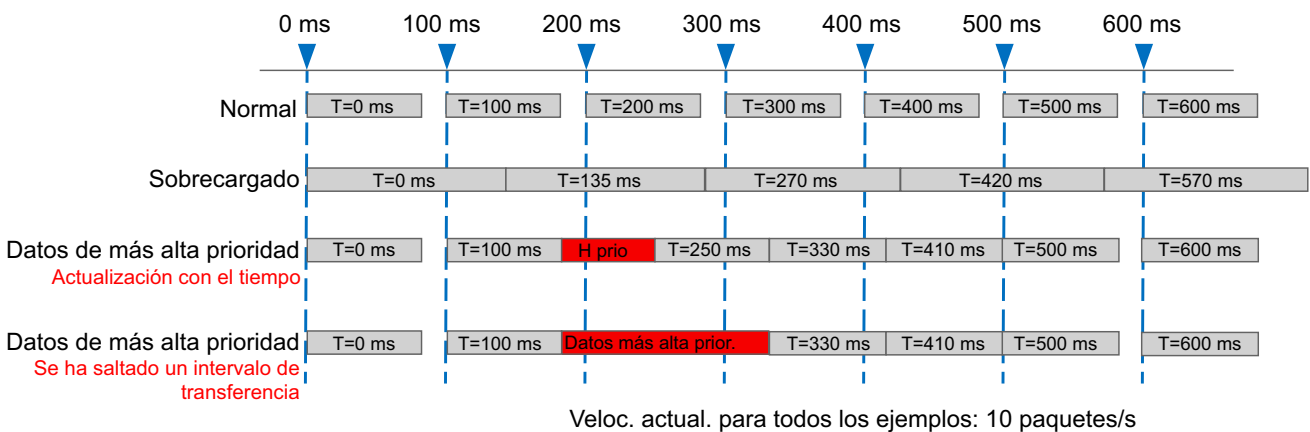 0 ms 100 ms 200 ms 300 ms 400 ms 500 ms 600 ms
Normal T=0 ms T=100 ms T=200 ms T=300 ms T=400 ms T=500 ms T=600 ms
Sobrecargado T=0 ms T=135 ms T=270 ms T=420 ms T=570 ms
Datos de más alta prioridad T=0 ms T=100 ms H prio T=250 ms T=330 ms T=410 ms T=500 ms T=600 ms
Actualización con el tiempo
Datos de más alta prioridad T=0 ms T=100 ms Datos más alta prior. T=330 ms T=410 ms T=500 ms T=600 ms
Se ha saltado un intervalo de
transferencia
Veloc. actual. para todos los ejemplos: 10 paquetes/s